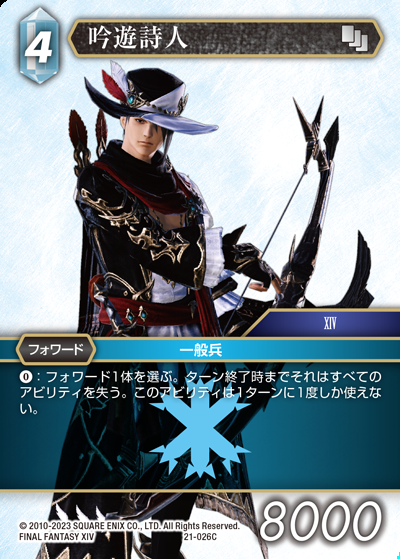 4
吟遊詩人
XIV
フォワード
一般兵
0：フォワード1体を選ぶ。ターン終了時までそれはすべての
アビリティを失う。このアビリティは1ターンに1度しか使えな
い。
© 2010-2023 SQUARE ENIX CO., LTD. All Rights Reserved.
FINAL FANTASY XIV
21-026C
8000